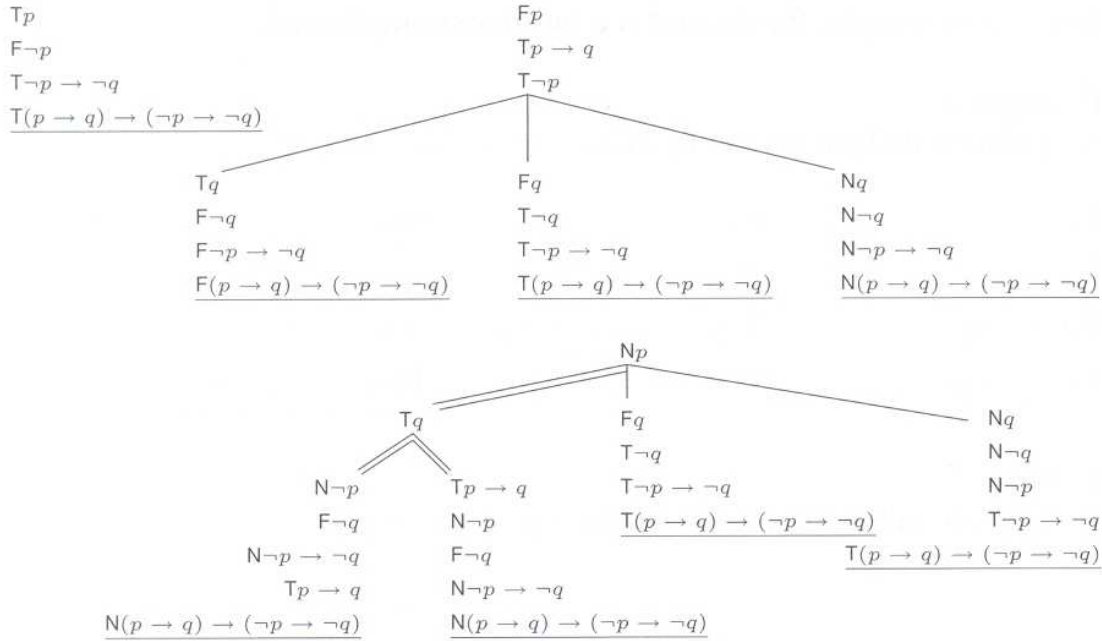 Tp
F¬p
T¬p → ¬q
T(p → q) → (¬p → ¬q)
Fp
Tp → q
T¬p
Tq
F¬q
F¬p → ¬q
F(p → q) → (¬p → ¬q)
Fq
T¬q
T¬p → ¬q
T(p → q) → (¬p → ¬q)
Nq
N¬q
N¬p → ¬q
N(p → q) → (¬p → ¬q)
Np
Tq
N¬p
F¬q
N¬p → ¬q
Tp → q
N(p → q) → (¬p → ¬q)
Tp → q
N¬p
F¬q
N¬p → ¬q
N(p → q) → (¬p → ¬q)
Fq
T¬q
T¬p → ¬q
T(p → q) → (¬p → ¬q)
Nq
N¬q
N¬p
T¬p → ¬q
T(p → q) → (¬p → ¬q)